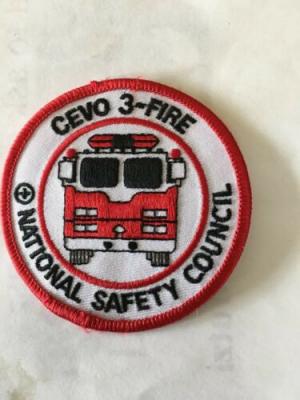 CEVO 3-FIRE
NATIONAL SAFETY COUNCIL